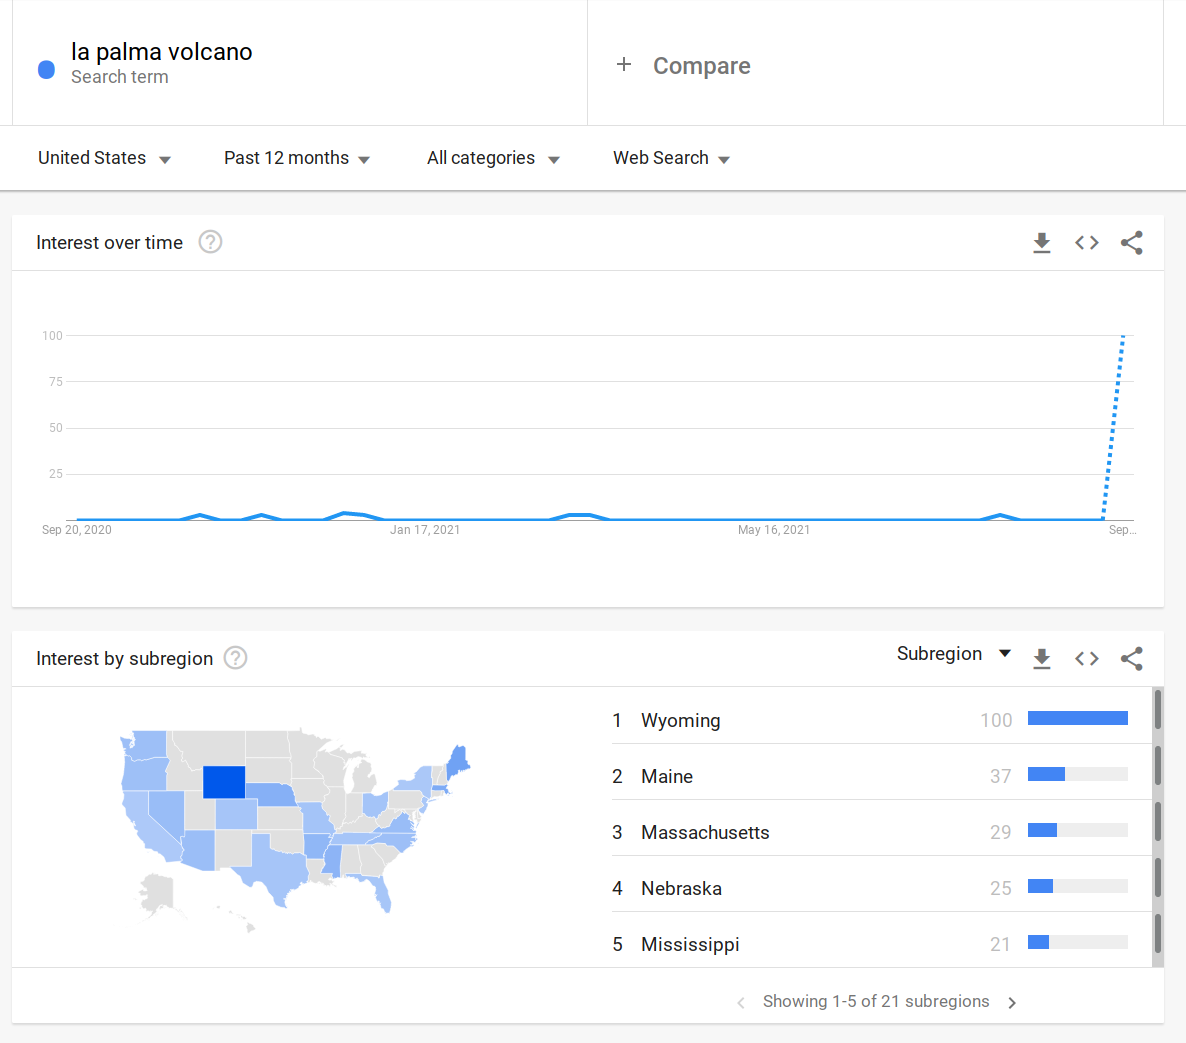 la palma volcano
Search term
+ Compare
United States
Past 12 months
All categories
Web Search
Interest over time ?
100
75
50
25
Sep 20, 2020
Jan 17, 2021
May 16, 2021
Sep...
Interest by subregion ?
Subregion
1 Wyoming 100
2 Maine 37
3 Massachusetts 29
4 Nebraska 25
5 Mississippi 21
Showing 1-5 of 21 subregions